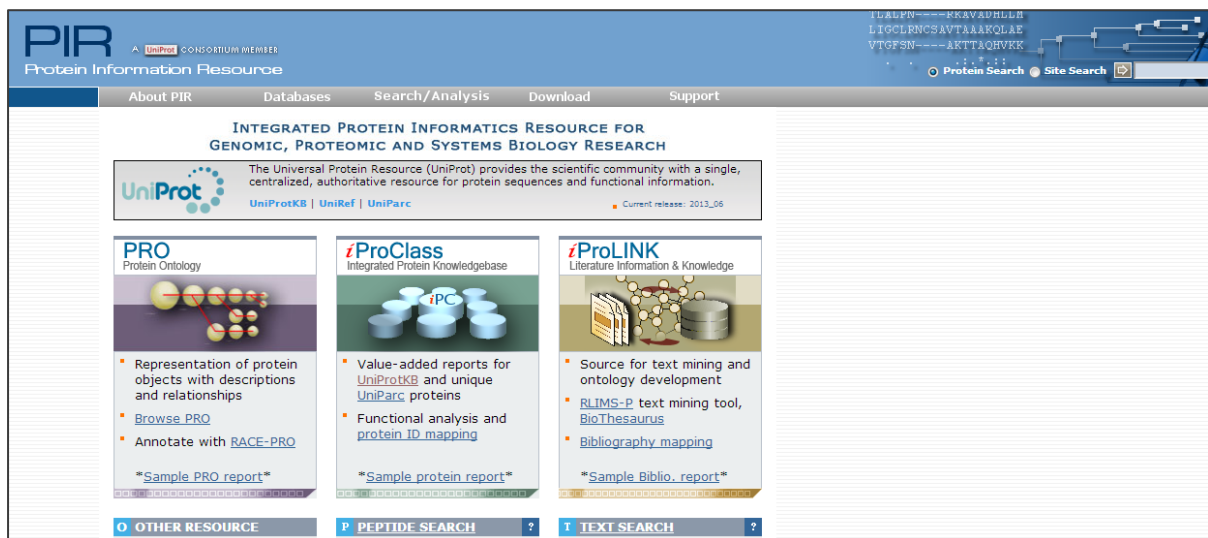 TLALPN----RKAVADHLLM
LIGCLRNCSAVTAAAKQLAE
VTGFSN----AKTTAQHVKK
PIR
A UniProt CONSORTIUM MEMBER
Protein Information Resource
Protein Search Site Search
About PIR Databases Search/Analysis Download Support
INTEGRATED PROTEIN INFORMATICS RESOURCE FOR
GENOMIC, PROTEOMIC AND SYSTEMS BIOLOGY RESEARCH
UniProt
The Universal Protein Resource (UniProt) provides the scientific community with a single,
centralized, authoritative resource for protein sequences and functional information.
UniProtKB | UniRef | UniParc
Current release: 2013_06
PRO
Protein Ontology
Representation of protein
objects with descriptions
and relationships
Browse PRO
Annotate with RACE-PRO
*Sample PRO report*
iProClass
Integrated Protein Knowledgebase
iPC
Value-added reports for
UniProtKB and unique
UniParc proteins
Functional analysis and
protein ID mapping
*Sample protein report*
iProLINK
Literature Information & Knowledge
Source for text mining and
ontology development
RLIMS-P text mining tool,
BioThesaurus
Bibliography mapping
*Sample Biblio. report*
O OTHER RESOURCE
P PEPTIDE SEARCH ?
T TEXT SEARCH ?